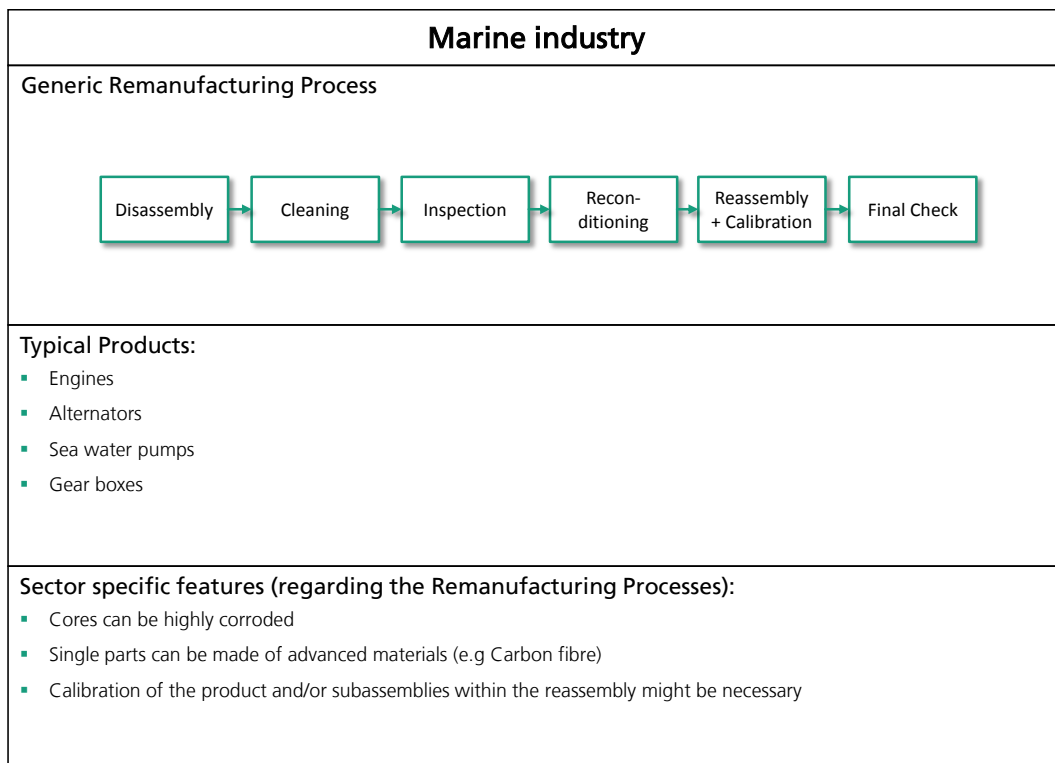 Marine industry
Generic Remanufacturing Process
Disassembly
Cleaning
Inspection
Recon-
ditioning
Reassembly
+ Calibration
Final Check
Typical Products:
▪ Engines
▪ Alternators
▪ Sea water pumps
▪ Gear boxes
Sector specific features (regarding the Remanufacturing Processes):
▪ Cores can be highly corroded
▪ Single parts can be made of advanced materials (e.g Carbon fibre)
▪ Calibration of the product and/or subassemblies within the reassembly might be necessary